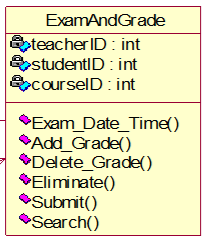 ExamAndGrade
teacherID : int
studentID : int
courseID : int
Exam_Date_Time()
Add_Grade()
Delete_Grade()
Eliminate()
Submit()
Search()